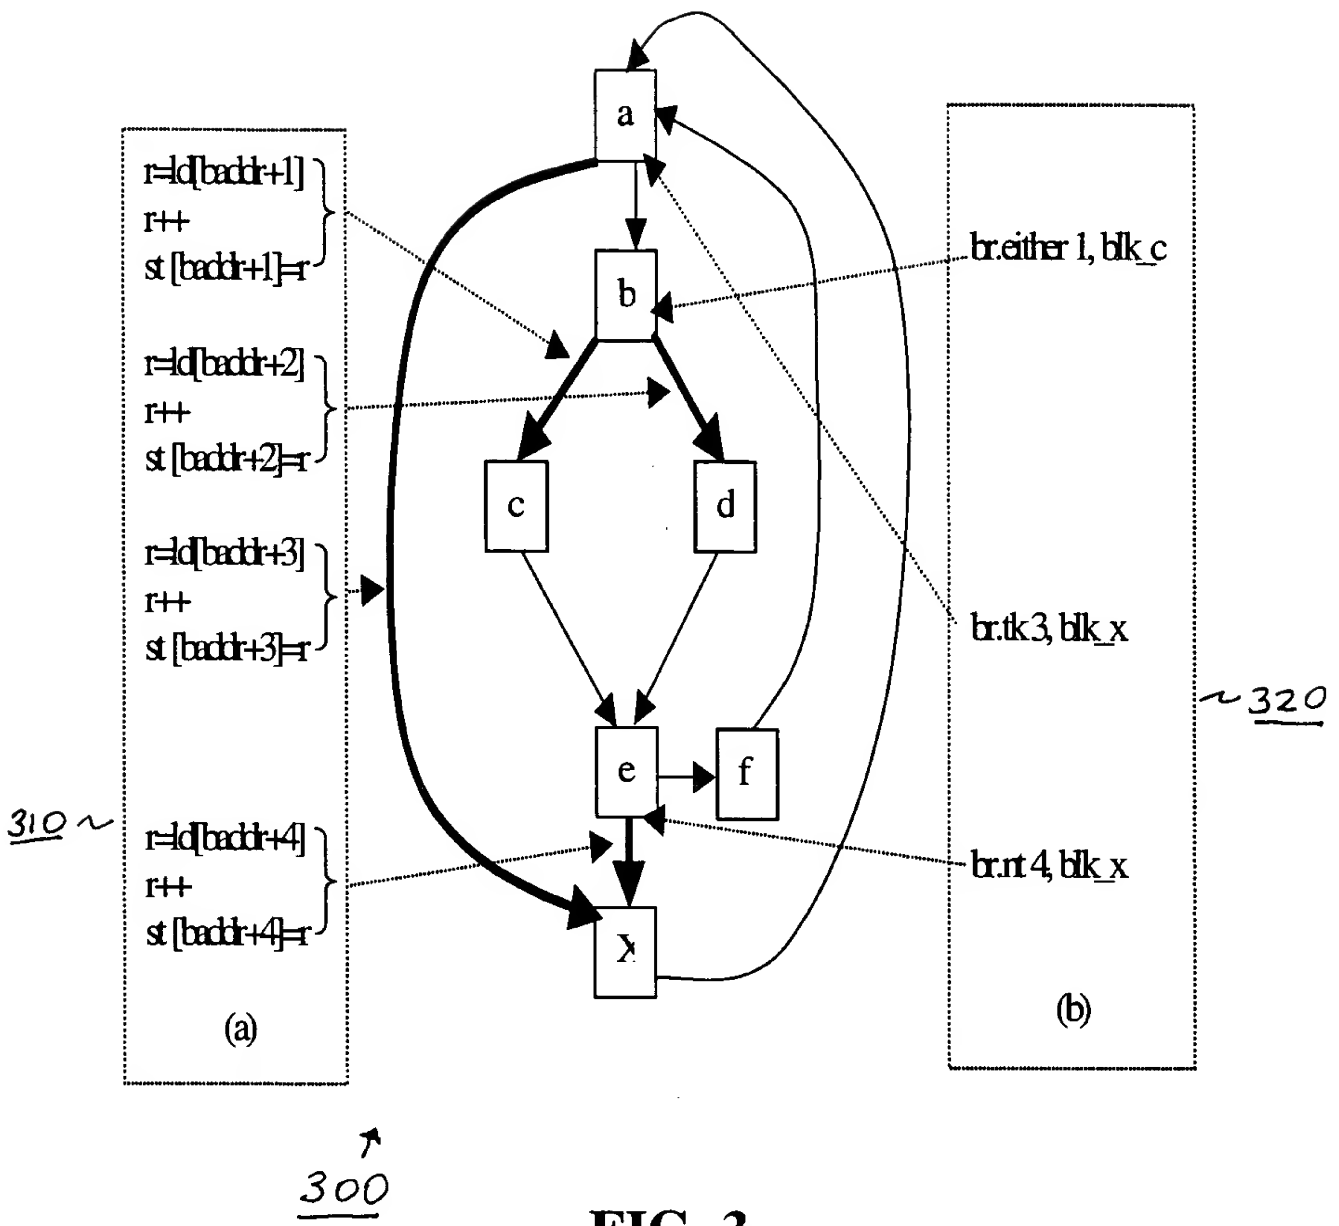 a
r=ld[baddr+1]
r++
st [baddr+1]=r
br.either 1, blk_c
b
r=ld[baddr+2]
r++
st [baddr+2]=r
c
d
r=ld[baddr+3]
r++
st [baddr+3]=r
br.tk 3, blk_x
320
e
f
310
r=ld[baddr+4]
r++
st [baddr+4]=r
br.nt 4, blk_x
X
(a)
(b)
300
FIG. 3